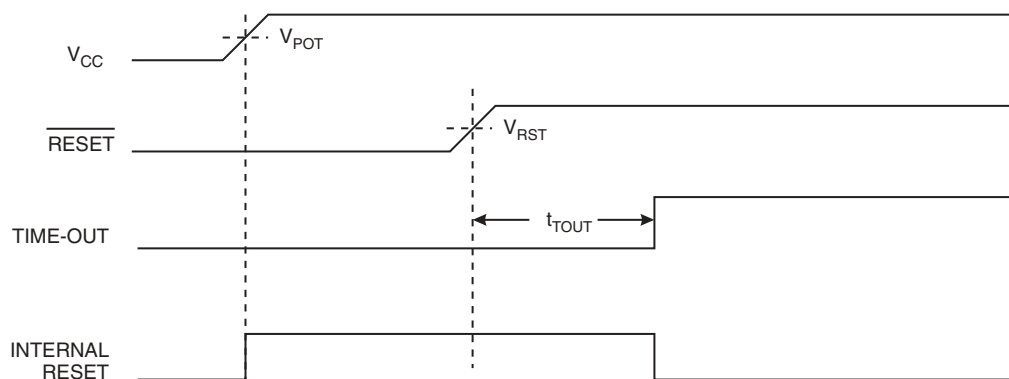 V_CC
V_POT
RESET
V_RST
TIME-OUT
t_TOUT
INTERNAL
RESET